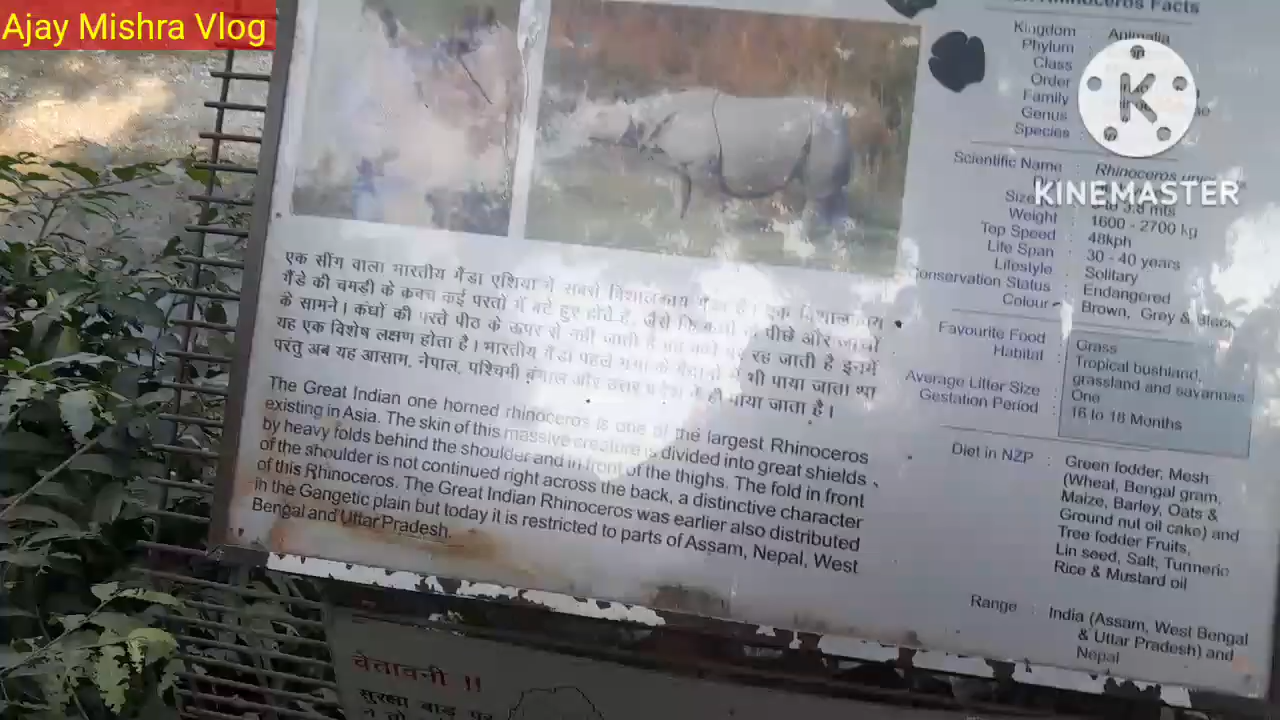 Ajay Mishra Vlog
Rhinoceros Facts
Kingdom : Animalia
Phylum :
Class
Order
Family
Genus
Species :
KINEMASTER
Scientific Name : Rhinoceros
Weight : 1600 - 2700 kg
Top Speed : 48kph
Life Span : 30 - 40 years
Lifestyle : Solitary
Conservation Status : Endangered
Colour : Brown, Grey & Black
Favourite Food : Grass
Habitat : Tropical bushland,
grassland and savannas
Average Litter Size : One
Gestation Period : 16 to 18 Months
Diet in NZP : Green fodder, Mesh
(Wheat, Bengal gram,
Maize, Barley, Oats &
Ground nut oil cake) and
Tree fodder Fruits,
Lin seed, Salt, Turmeric
Rice & Mustard oil
Range : India (Assam, West Bengal
& Uttar Pradesh) and
Nepal
एक सींग वाला भारतीय गैंडा एशिया में सबसे विशालकाय गैंडा है। एक विशालकाय
गैंडे की चमडी के कवच कई परतो में बटे हुए होते है, जैसे कि कंधों के पीछे और जांघों
के सामने। कंधों की परते पीठ के ऊपर से नही जाती है रह जाती है इनमें
यह एक विशेष लक्षण होता है। भारतीय गैंडा पहले गंगा के मैदानों में भी पाया जाता था
परंतु अब यह आसाम, नेपाल, पश्चिमी बंगाल और उत्तर प्रदेश में ही पाया जाता है।
The Great Indian one horned rhinoceros is one of the largest Rhinoceros
existing in Asia. The skin of this massive creature is divided into great shields
by heavy folds behind the shoulder and in front of the thighs. The fold in front
of the shoulder is not continued right across the back, a distinctive character
of this Rhinoceros. The Great Indian Rhinoceros was earlier also distributed
in the Gangetic plain but today it is restricted to parts of Assam, Nepal, West
Bengal and Uttar Pradesh.
चेतावनी !!
सुरक्षा बाड़ पर